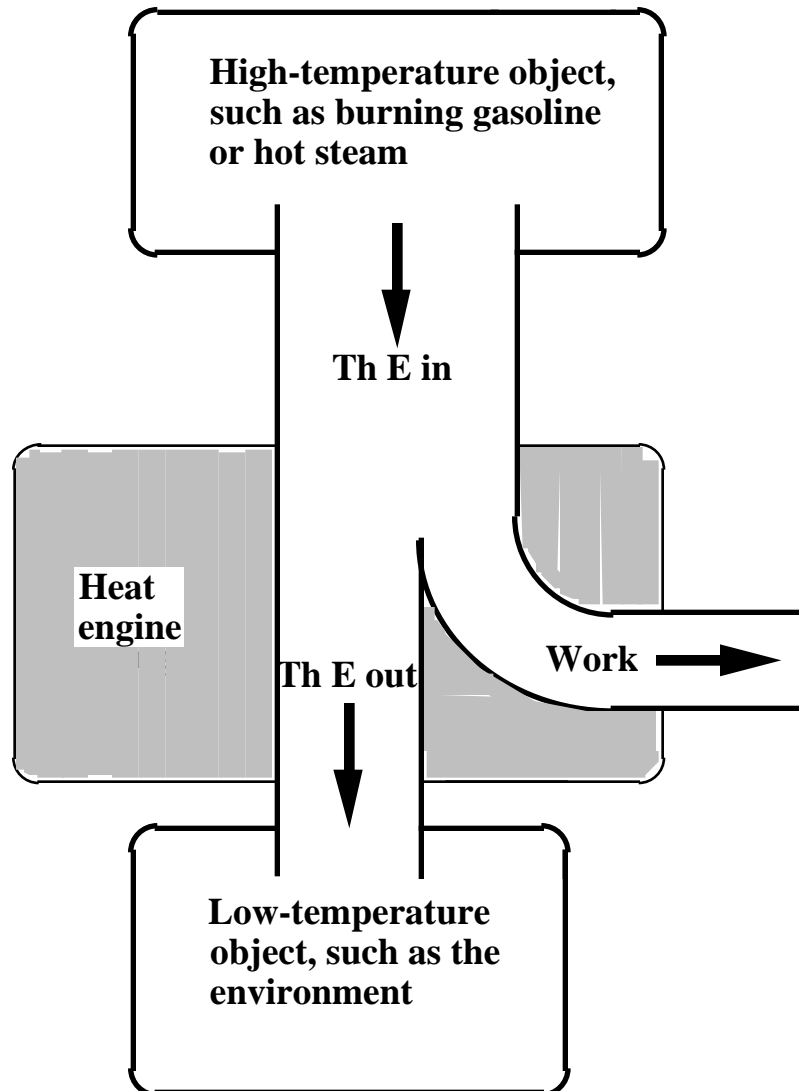 High-temperature object,
such as burning gasoline
or hot steam
Th E in
Heat
engine
Th E out
Work
Low-temperature
object, such as the
environment